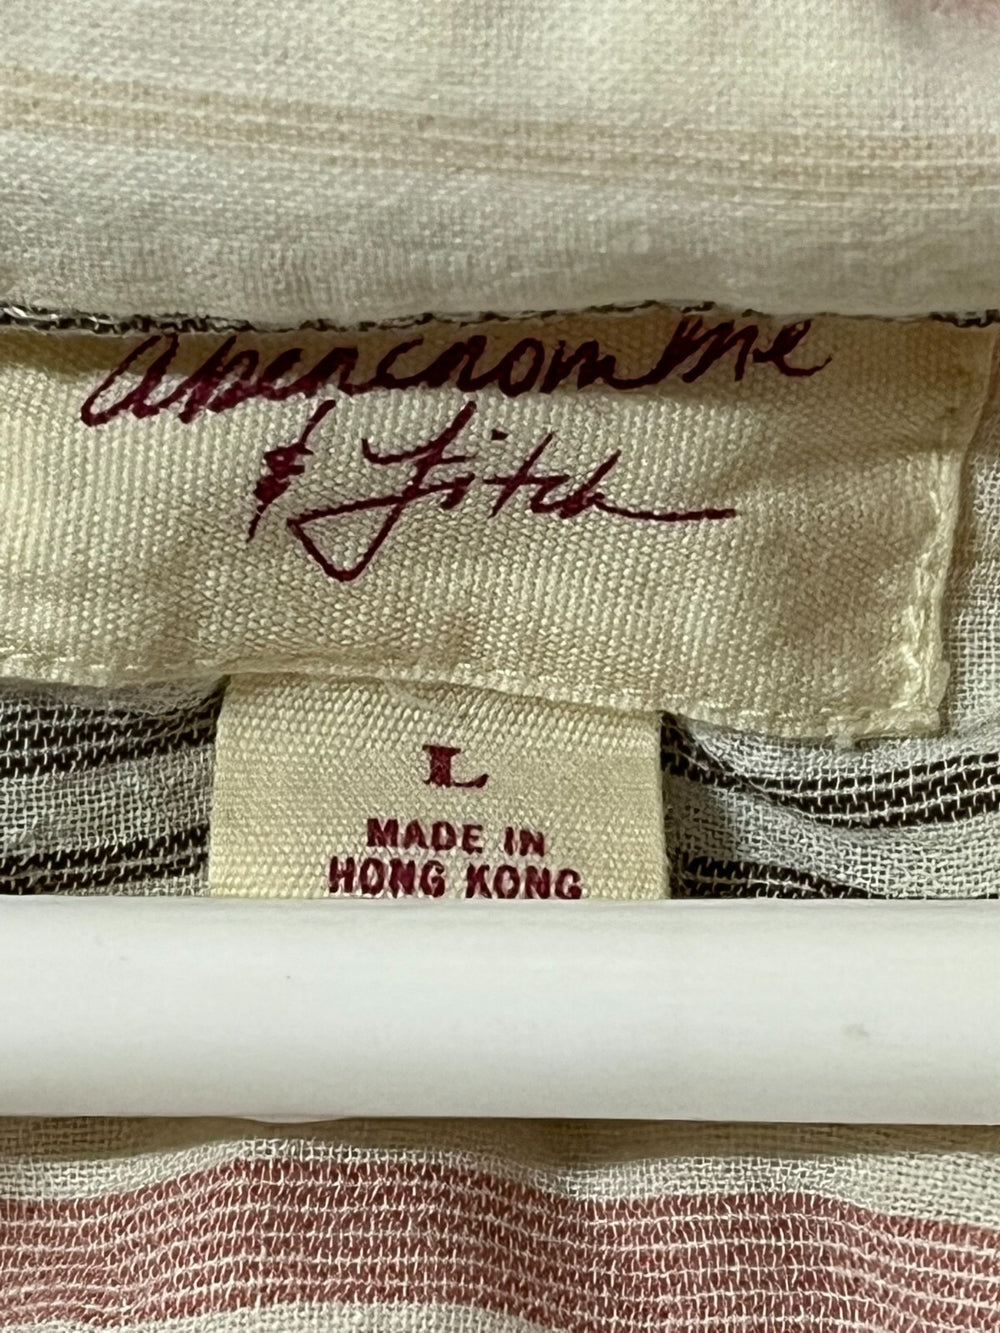 abercrombie
& Fitch
L
MADE IN
HONG KONG